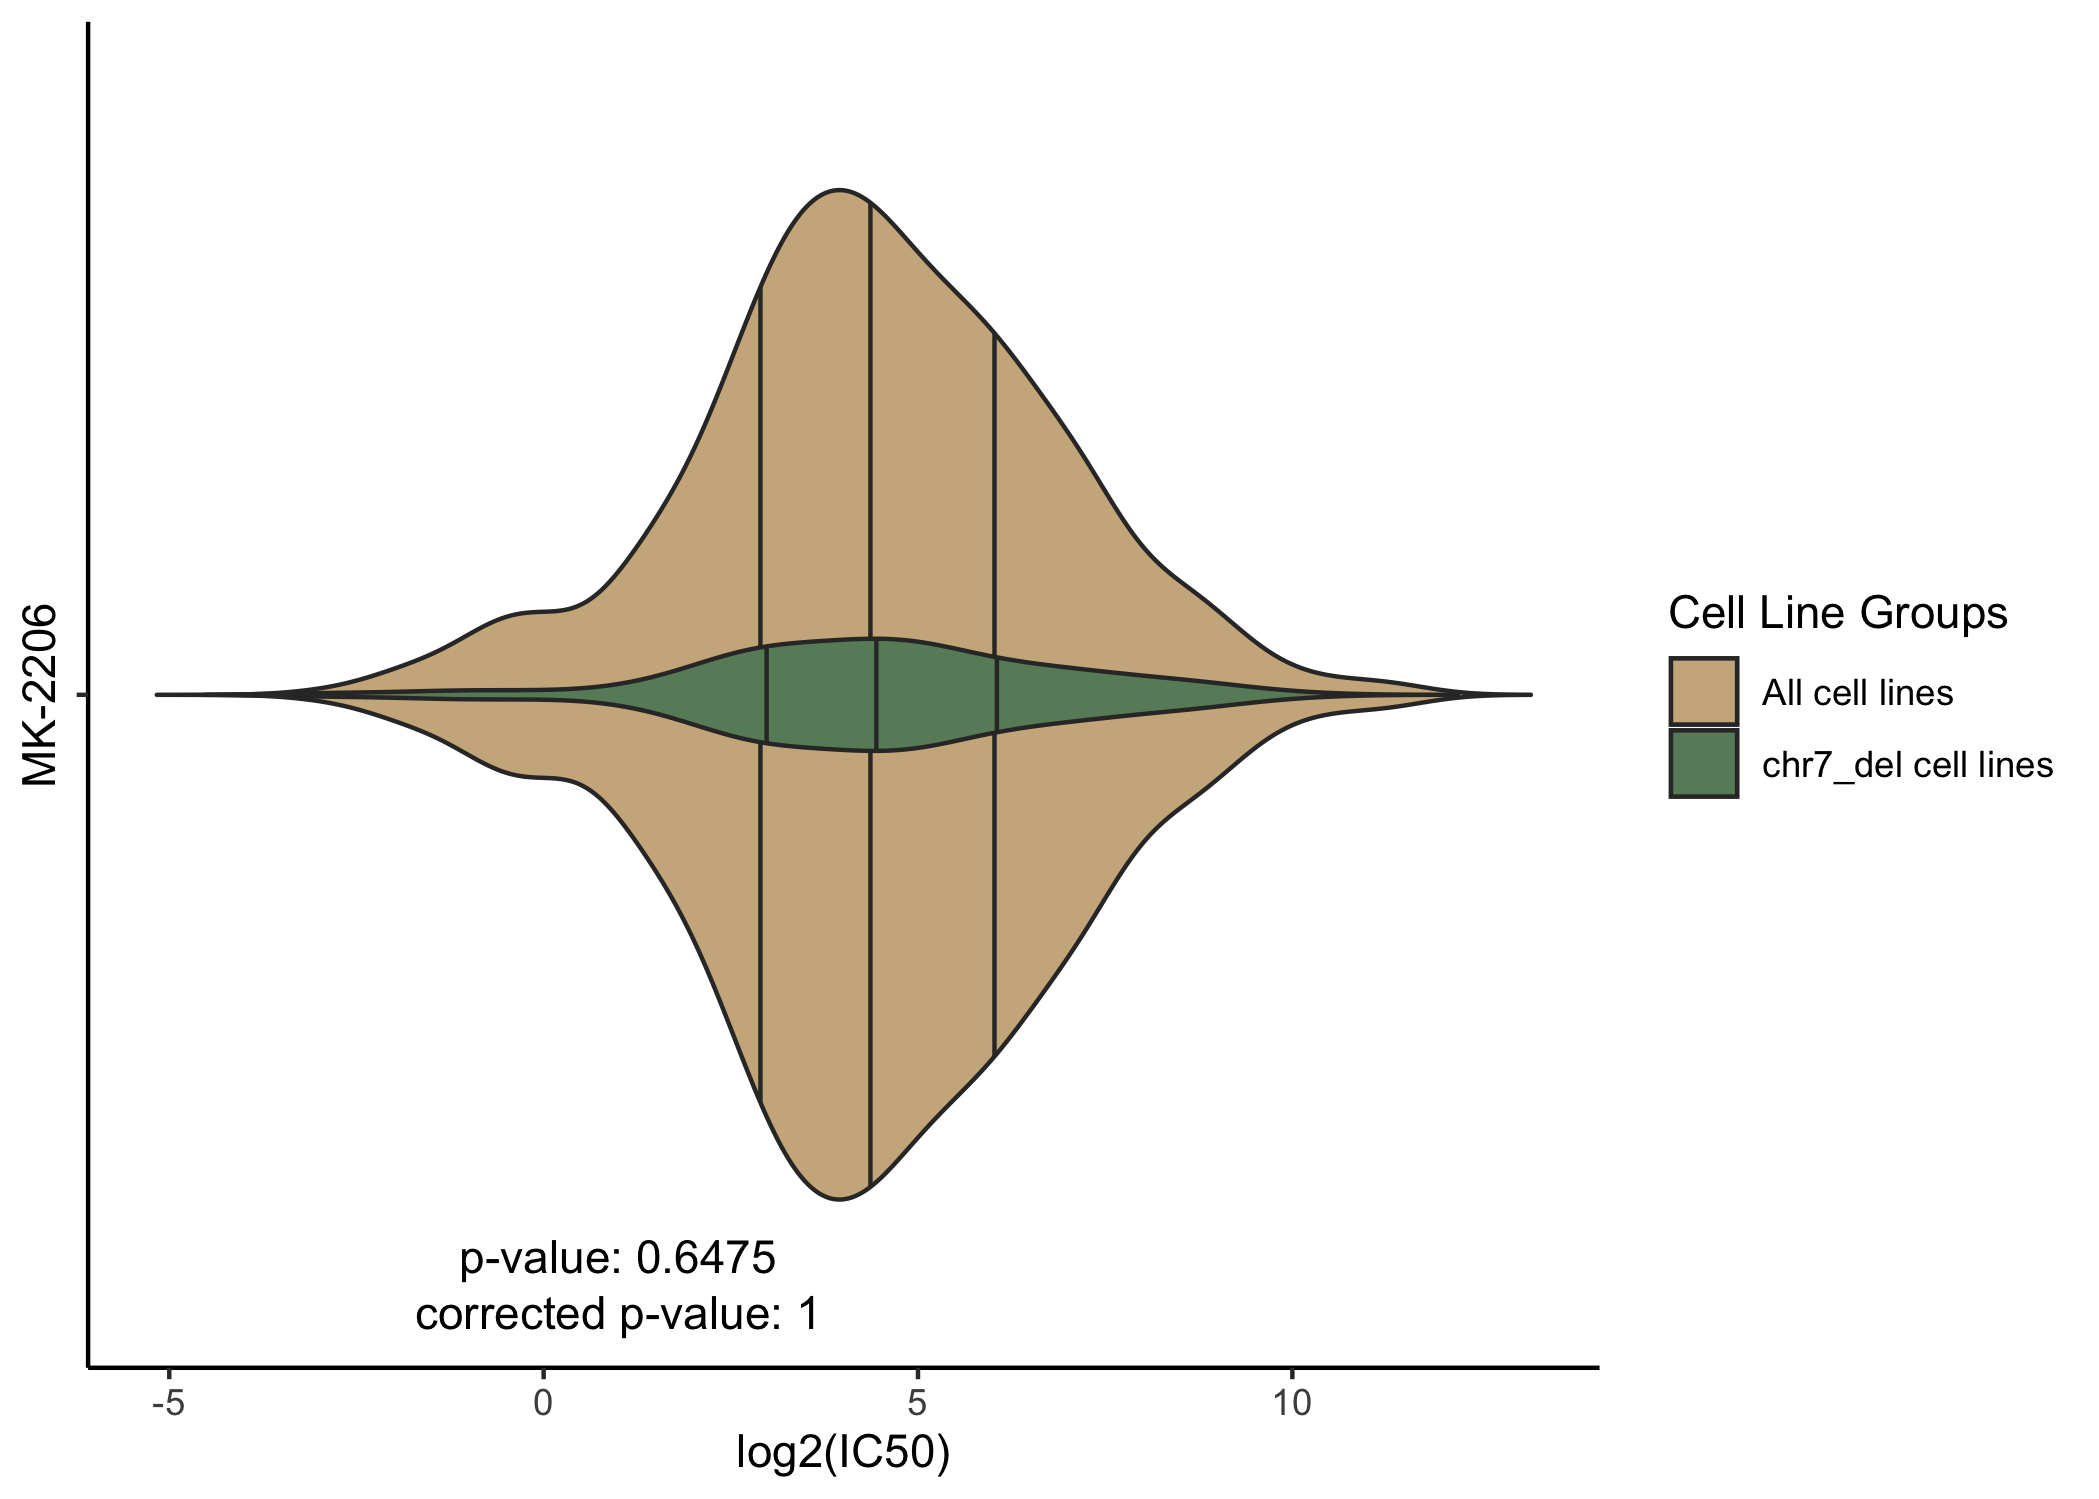 MK-2206
p-value: 0.6475
corrected p-value: 1
-5 0 5 10
log2(IC50)
Cell Line Groups
All cell lines
chr7_del cell lines